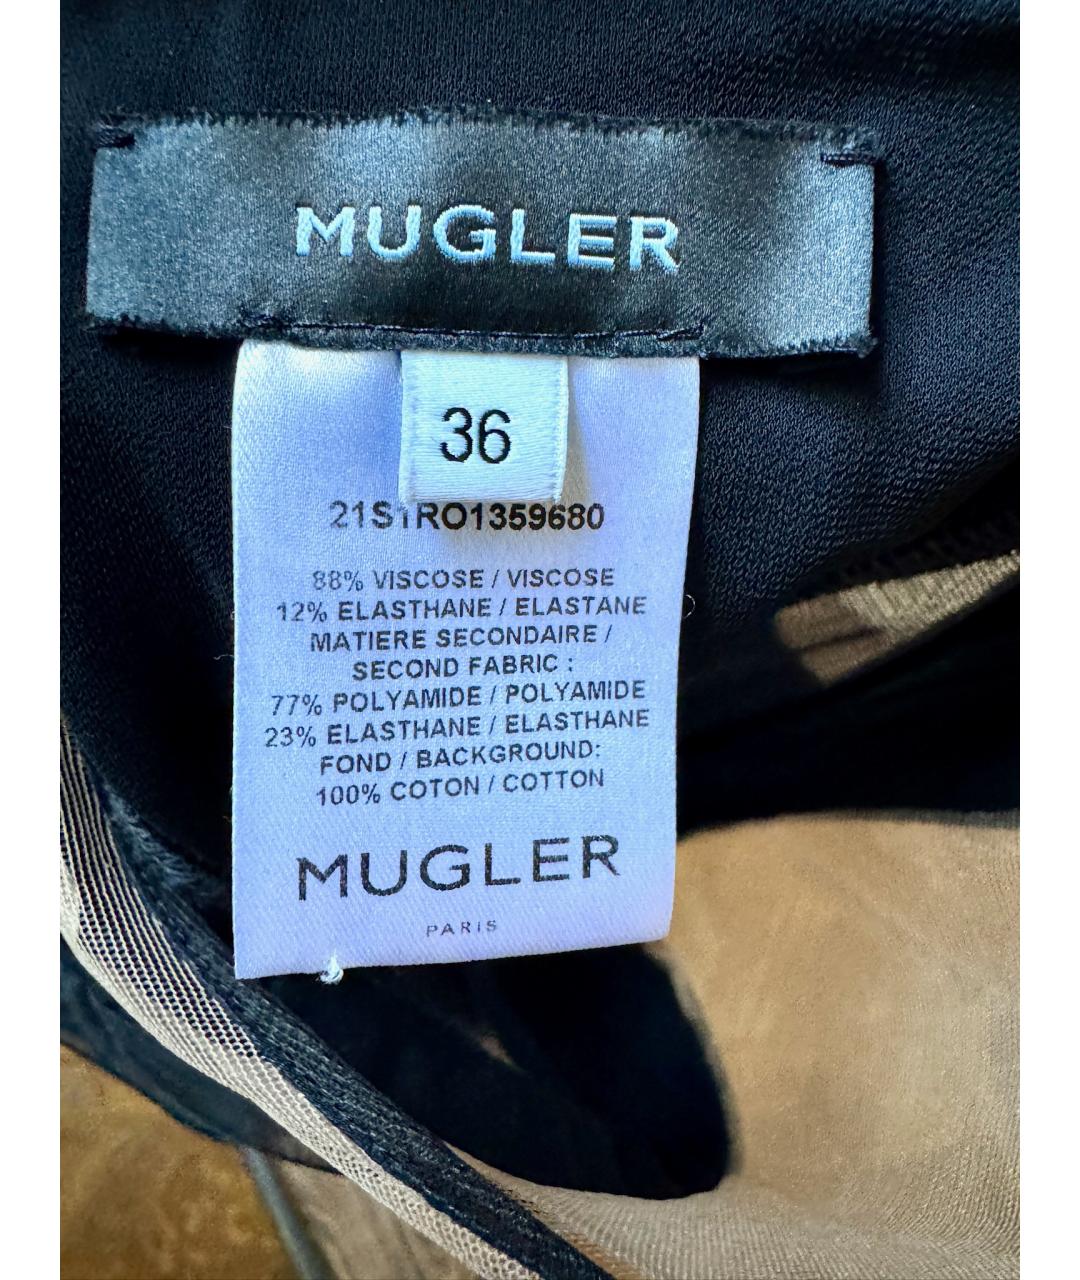 MUGLER
36
21S1RO1359680
88% VISCOSE / VISCOSE
12% ELASTHANE / ELASTANE
MATIERE SECONDAIRE /
SECOND FABRIC :
77% POLYAMIDE / POLYAMIDE
23% ELASTHANE / ELASTHANE
FOND / BACKGROUND:
100% COTON / COTTON
MUGLER
PARIS